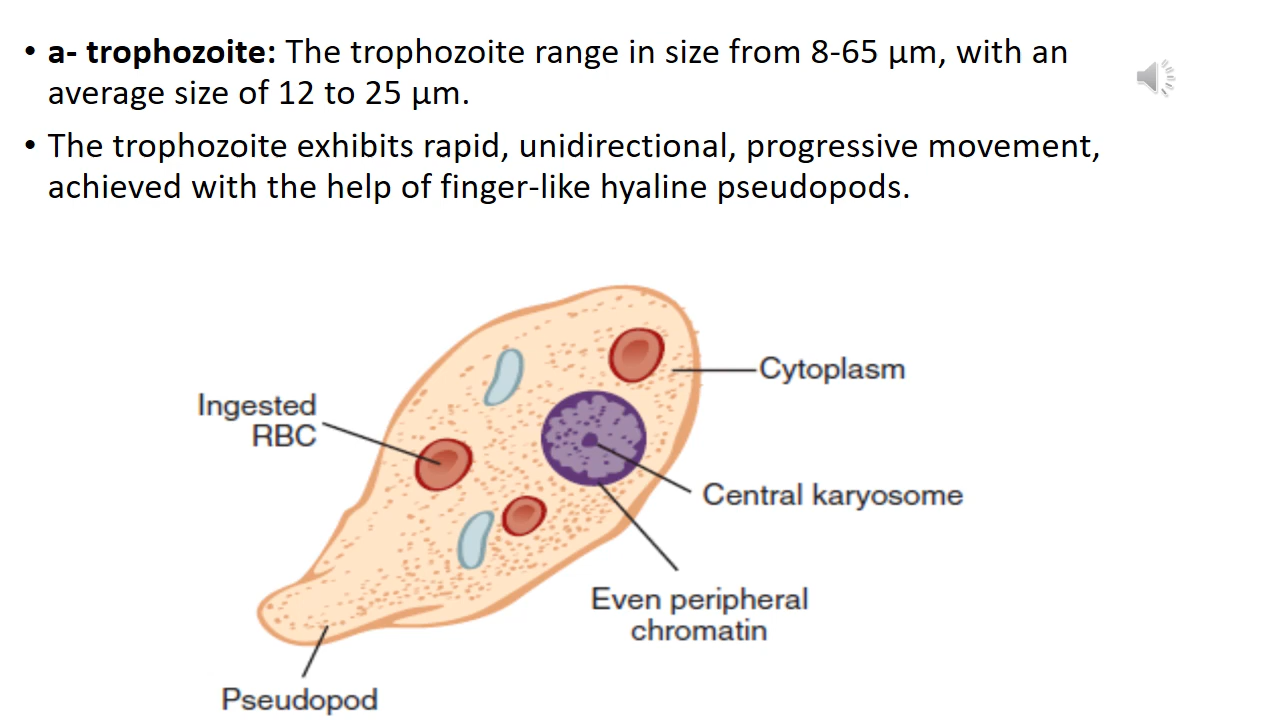 • a- trophozoite: The trophozoite range in size from 8-65 μm, with an
average size of 12 to 25 μm.
• The trophozoite exhibits rapid, unidirectional, progressive movement,
achieved with the help of finger-like hyaline pseudopods.
Cytoplasm
Ingested
RBC
Central karyosome
Even peripheral
chromatin
Pseudopod